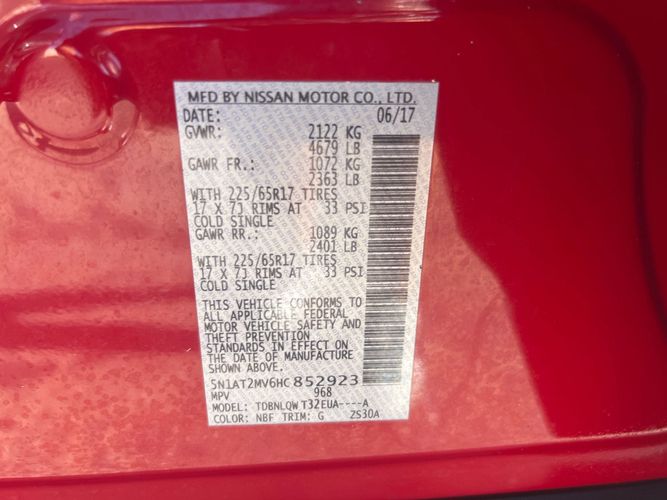 MFD BY NISSAN MOTOR CO., LTD.
DATE: 06/17
GVWR: 2122 KG
4679 LB
GAWR FR.: 1072 KG
2363 LB
WITH 225/65R17 TIRES
17 X 7J RIMS AT 33 PSI
COLD SINGLE
GAWR RR.: 1089 KG
2401 LB
WITH 225/65R17 TIRES
17 X 7J RIMS AT 33 PSI
COLD SINGLE
THIS VEHICLE CONFORMS TO
ALL APPLICABLE FEDERAL
MOTOR VEHICLE SAFETY AND
THEFT PREVENTION
STANDARDS IN EFFECT ON
THE DATE OF MANUFACTURE
SHOWN ABOVE.
5N1AT2MV6HC852923
MPV 968
MODEL: TDBNLQW T32EUA----A
COLOR: NBF TRIM: G ZS30A